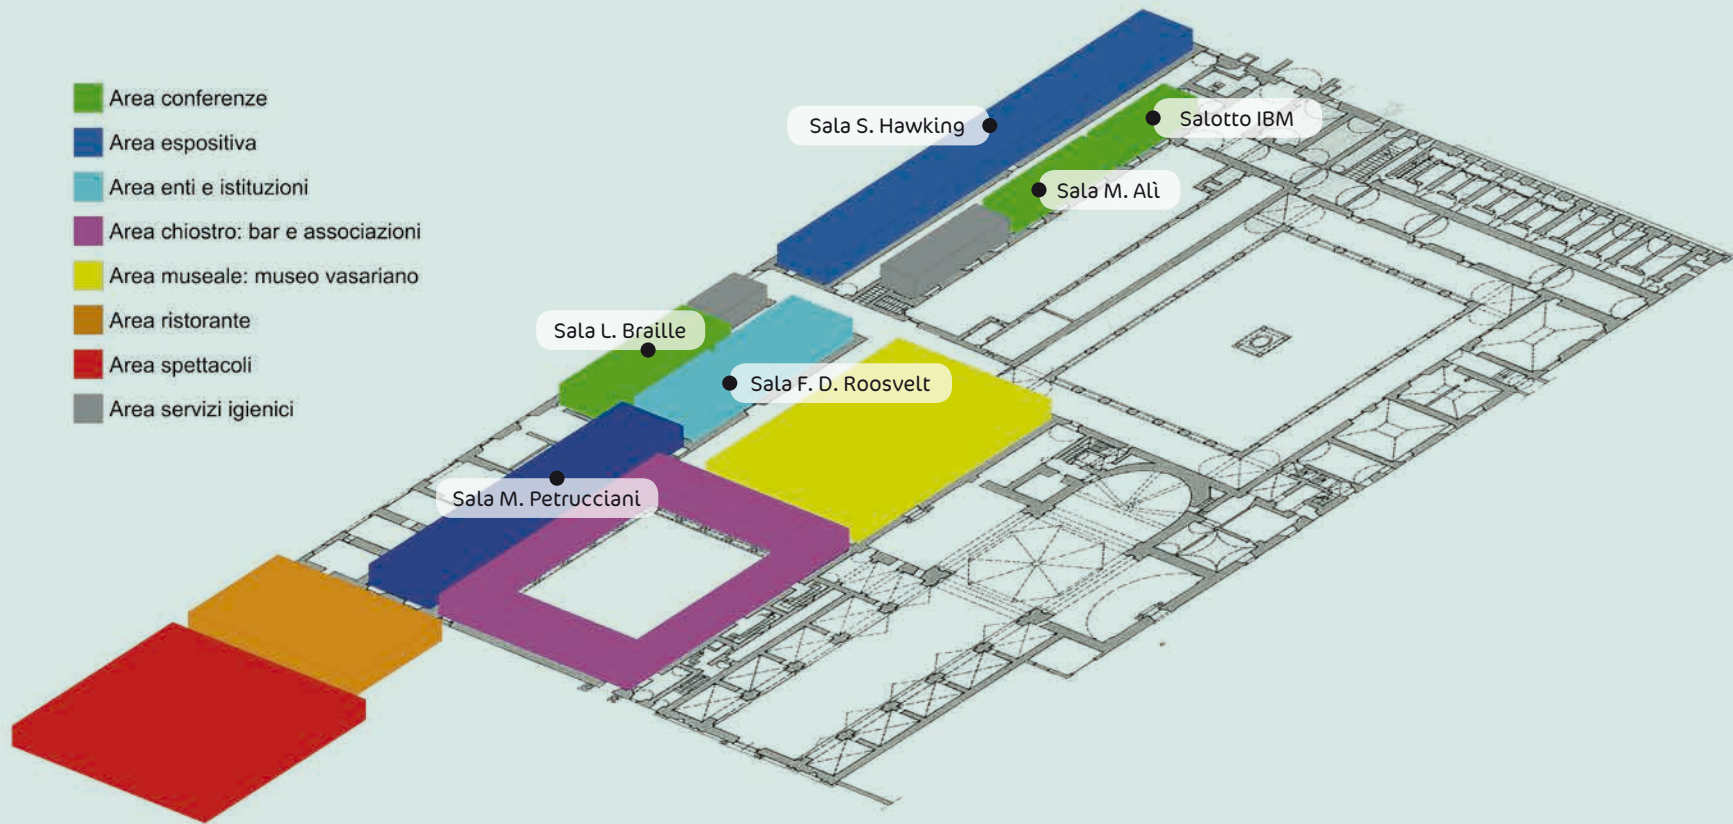 Area conferenze
Area espositiva
Area enti e istituzioni
Area chiostro: bar e associazioni
Area museale: museo vasariano
Area ristorante
Area spettacoli
Area servizi igienici
Sala S. Hawking
Salotto IBM
Sala M. Alì
Sala L. Braille
Sala F. D. Roosvelt
Sala M. Petrucciani